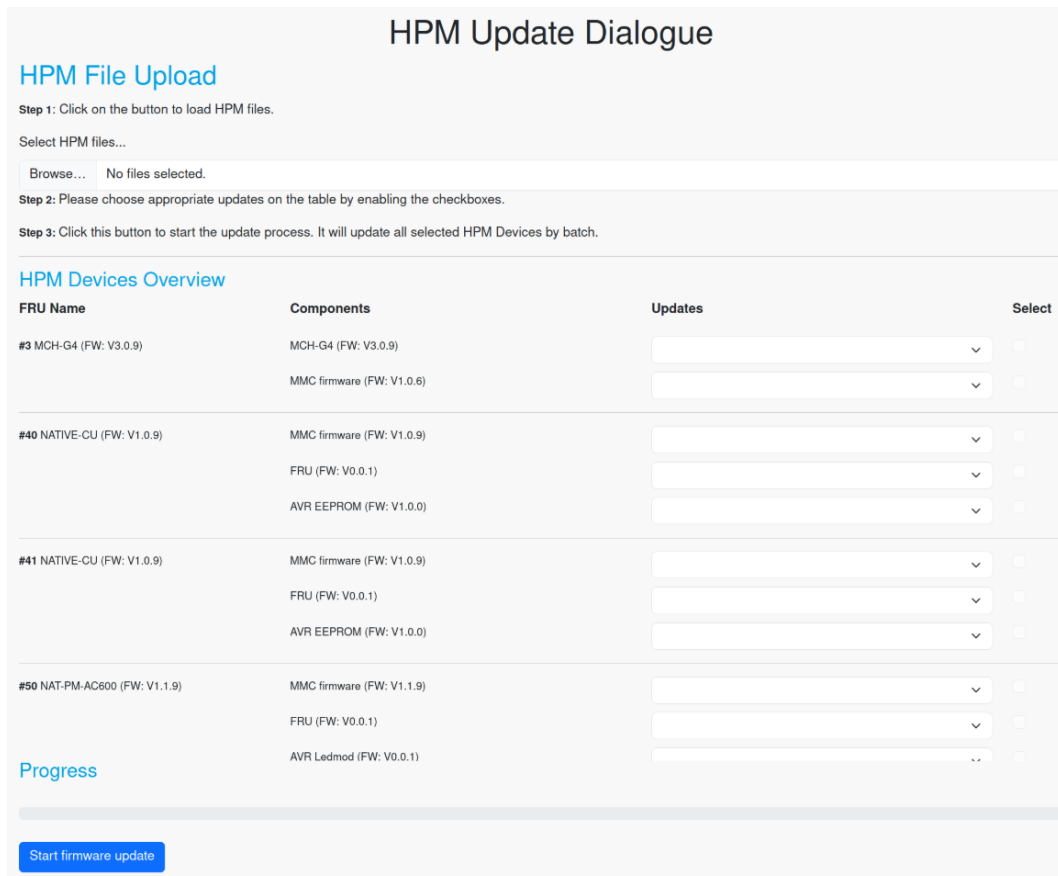 HPM Update Dialogue
HPM File Upload
Step 1: Click on the button to load HPM files.
Select HPM files...
Browse... No files selected.
Step 2: Please choose appropriate updates on the table by enabling the checkboxes.
Step 3: Click this button to start the update process. It will update all selected HPM Devices by batch.
HPM Devices Overview
FRU Name Components Updates Select
#3 MCH-G4 (FW: V3.0.9) MCH-G4 (FW: V3.0.9)
MMC firmware (FW: V1.0.6)
#40 NATIVE-CU (FW: V1.0.9) MMC firmware (FW: V1.0.9)
FRU (FW: V0.0.1)
AVR EEPROM (FW: V1.0.0)
#41 NATIVE-CU (FW: V1.0.9) MMC firmware (FW: V1.0.9)
FRU (FW: V0.0.1)
AVR EEPROM (FW: V1.0.0)
#50 NAT-PM-AC600 (FW: V1.1.9) MMC firmware (FW: V1.1.9)
FRU (FW: V0.0.1)
AVR Ledmod (FW: V0.0.1)
Progress
Start firmware update